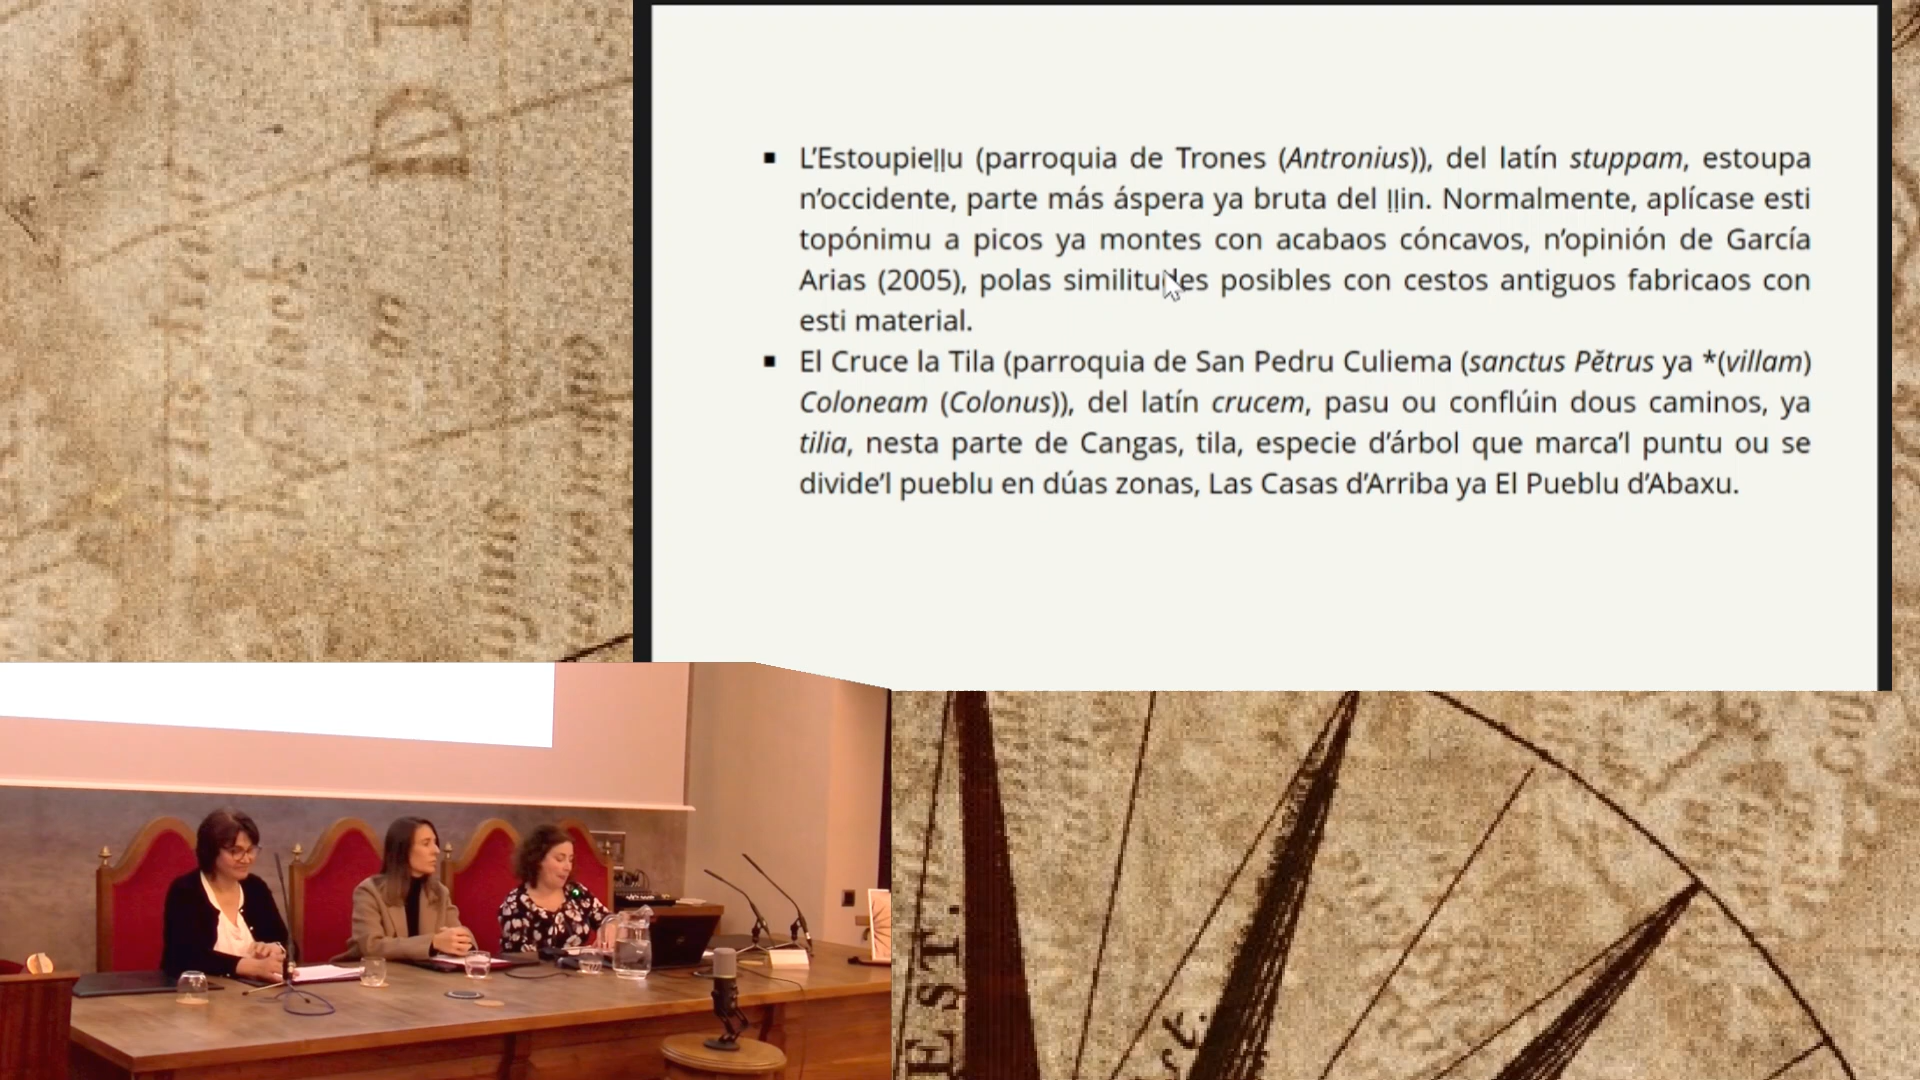 L’Estoupieḷḷu (parroquia de Trones (Antronius)), del latín stuppam, estoupa
n’occidente, parte más áspera ya bruta del ḷḷin. Normalmente, aplícase esti
topónimu a picos ya montes con acabaos cóncavos, n’opinión de García
Arias (2005), polas similitudes posibles con cestos antiguos fabricaos con
esti material.
El Cruce la Tila (parroquia de San Pedru Culiema (sanctus Pĕtrus ya *(villam)
Coloneam (Colonus)), del latín crucem, pasu ou conflúin dous caminos, ya
tilia, nesta parte de Cangas, tila, especie d’árbol que marca’l puntu ou se
divide’l pueblu en dúas zonas, Las Casas d’Arriba ya El Pueblu d’Abaxu.
EST.